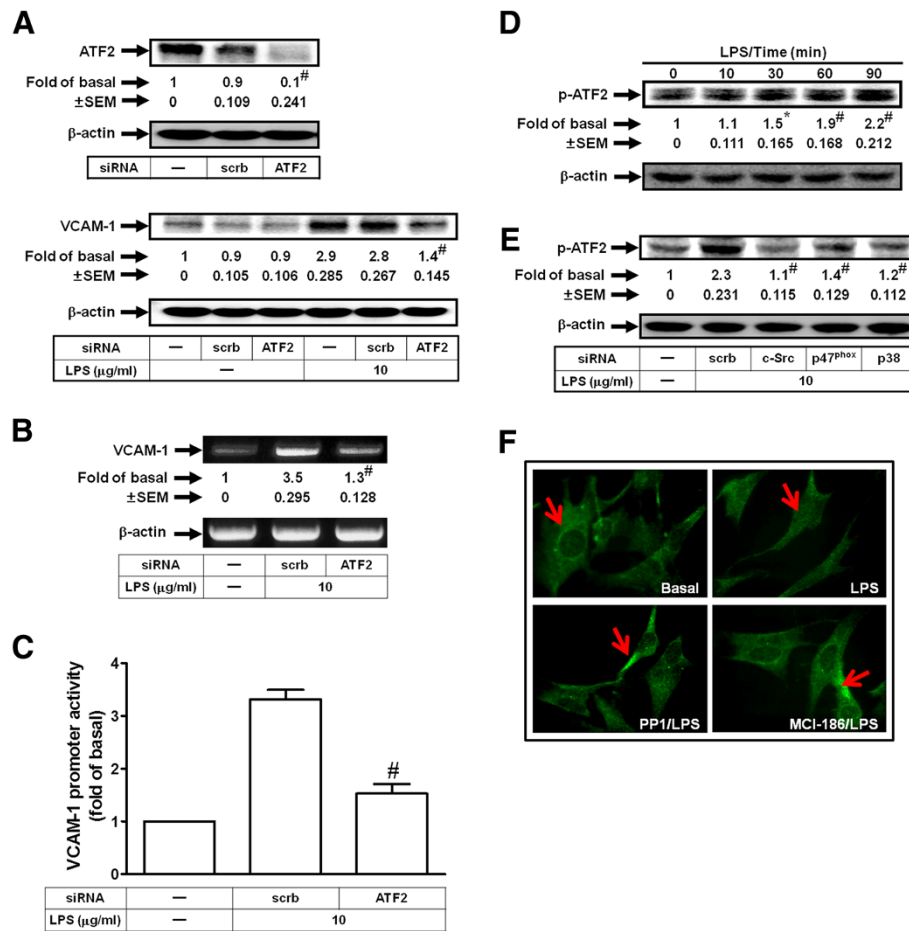 A
ATF2
Fold of basal 1 0.9 0.1#
±SEM 0 0.109 0.241
β-actin
siRNA — scrb ATF2
VCAM-1
Fold of basal 1 0.9 0.9 2.9 2.8 1.4#
±SEM 0 0.105 0.106 0.285 0.267 0.145
β-actin
siRNA — scrb ATF2 — scrb ATF2
LPS (μg/ml) — 10
B
VCAM-1
Fold of basal 1 3.5 1.3#
±SEM 0 0.295 0.128
β-actin
siRNA — scrb ATF2
LPS (μg/ml) — 10
C
VCAM-1 promoter activity
(fold of basal)
4
3
2
1
0
#
siRNA — scrb ATF2
LPS (μg/ml) — 10
D
LPS/Time (min)
0 10 30 60 90
p-ATF2
Fold of basal 1 1.1 1.5* 1.9# 2.2#
±SEM 0 0.111 0.165 0.168 0.212
β-actin
E
p-ATF2
Fold of basal 1 2.3 1.1# 1.4# 1.2#
±SEM 0 0.231 0.115 0.129 0.112
β-actin
siRNA — scrb c-Src p47phox p38
LPS (μg/ml) — 10
F
Basal
LPS
PP1/LPS
MCI-186/LPS